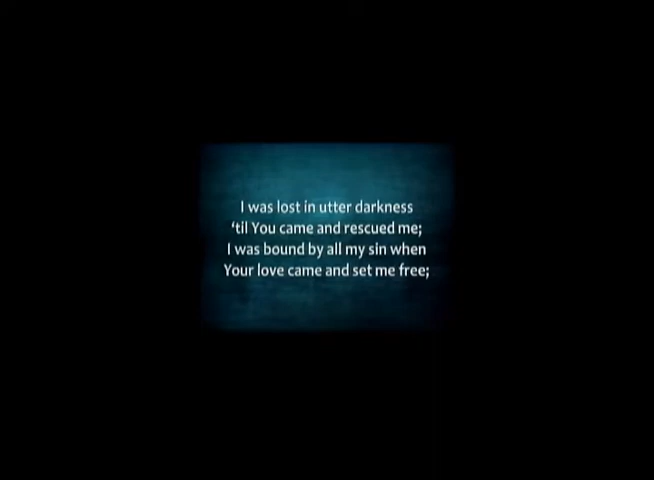 I was lost in utter darkness
‘til You came and rescued me;
I was bound by all my sin when
Your love came and set me free;